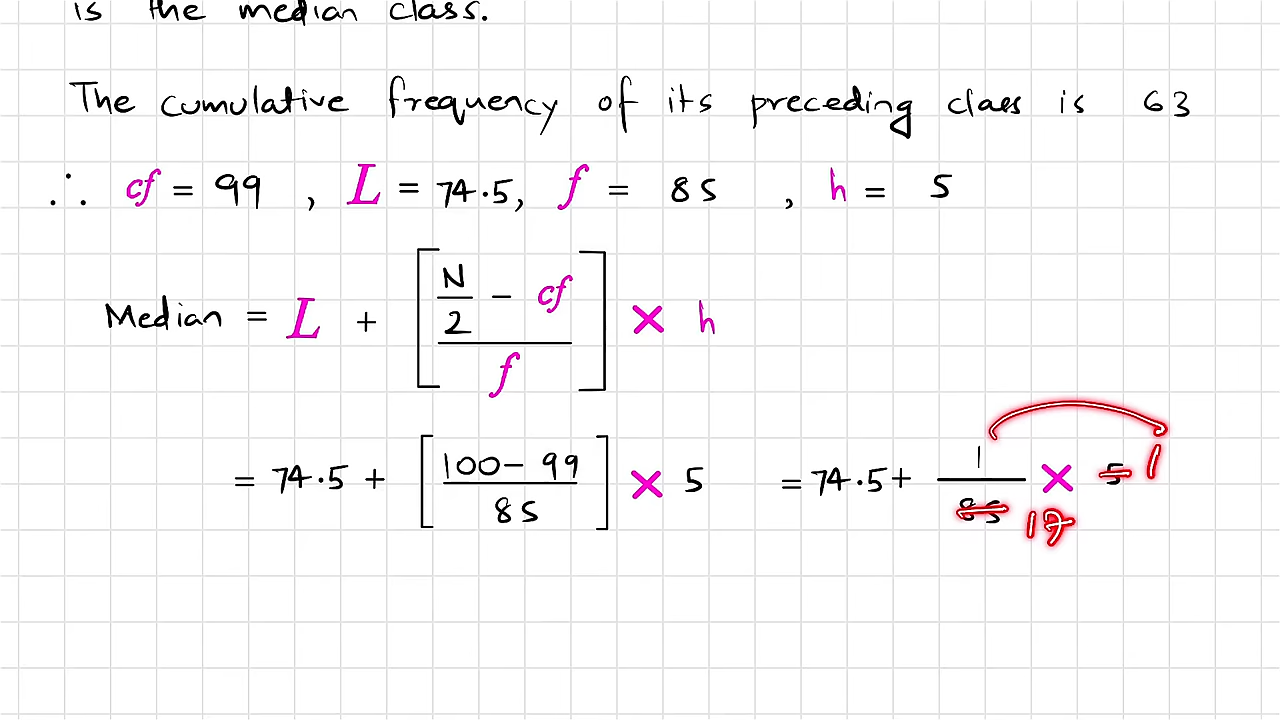 is the median class.
The cumulative frequency of its preceding class is 63
∴ cf = 99 , L = 74.5, f = 85 , h = 5
Median = L + [(N/2 - cf)/f] × h
= 74.5 + [(100 - 99)/85] × 5 = 74.5 + 1/85 × 5 1
17